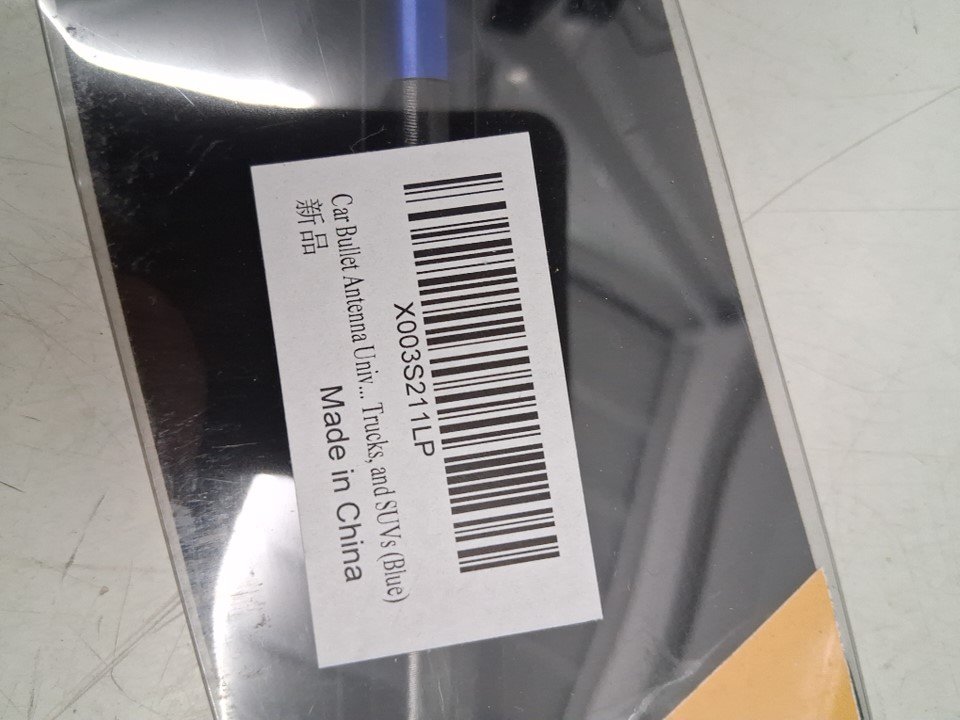 X003S211LP
Car Bullet Antenna Univ... Trucks, and SUVs (Blue)
新品
Made in China